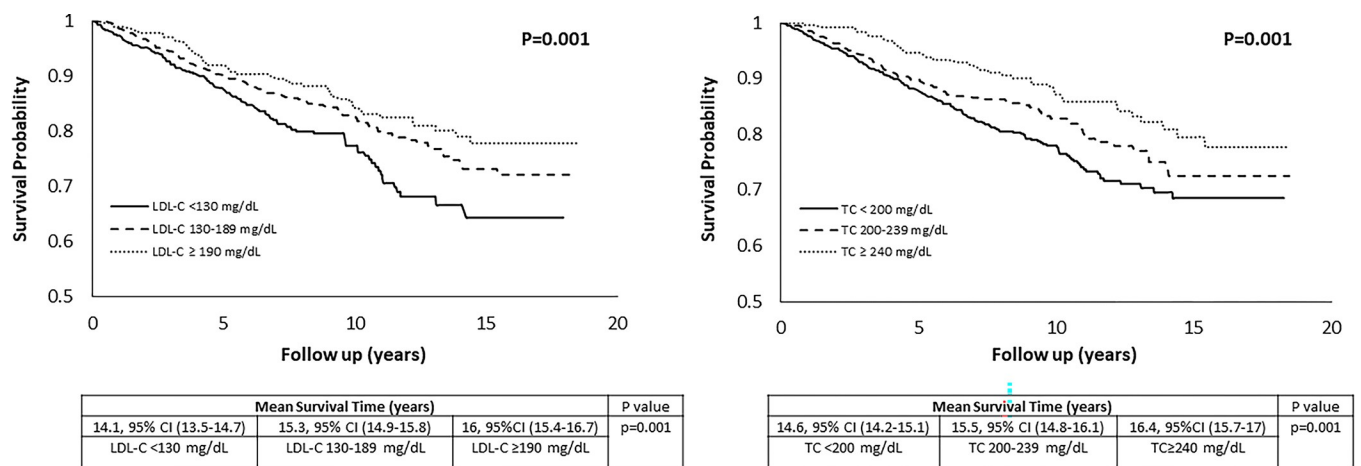 P=0.001
1
0.9
0.8
0.7
0.6
0.5
Survival Probability
LDL-C <130 mg/dL
LDL-C 130-189 mg/dL
LDL-C ≥ 190 mg/dL
0 5 10 15 20
Follow up (years)
Mean Survival Time (years) P value
14.1, 95% CI (13.5-14.7) 15.3, 95% CI (14.9-15.8) 16, 95%CI (15.4-16.7) p=0.001
LDL-C <130 mg/dL LDL-C 130-189 mg/dL LDL-C ≥190 mg/dL
P=0.001
1
0.9
0.8
0.7
0.6
0.5
Survival Probability
TC < 200 mg/dL
TC 200-239 mg/dL
TC ≥ 240 mg/dL
0 5 10 15 20
Follow up (years)
Mean Survival Time (years) P value
14.6, 95% CI (14.2-15.1) 15.5, 95% CI (14.8-16.1) 16.4, 95%CI (15.7-17) p=0.001
TC <200 mg/dL TC 200-239 mg/dL TC≥240 mg/dL